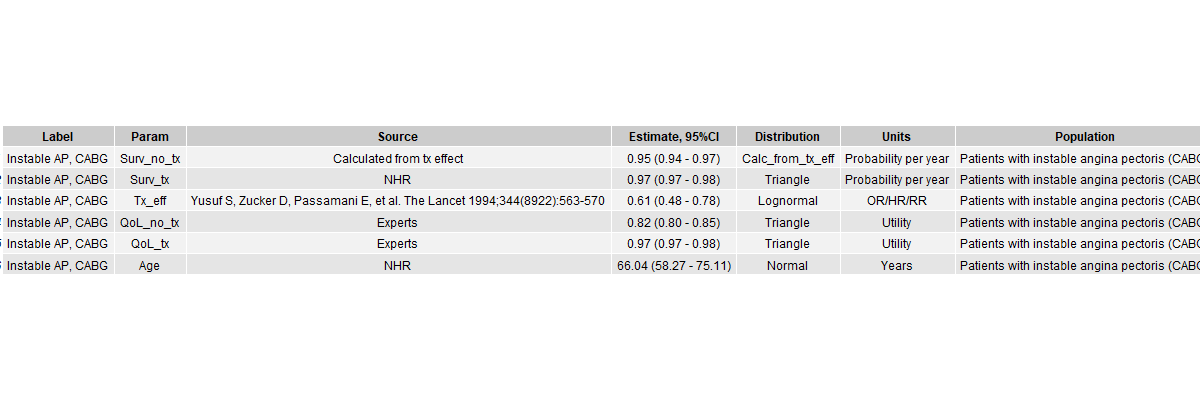 Label Param Source Estimate, 95%CI Distribution Units Population
Instable AP, CABG Surv_no_tx Calculated from tx effect 0.95 (0.94 - 0.97) Calc_from_tx_eff Probability per year Patients with instable angina pectoris (CABG
Instable AP, CABG Surv_tx NHR 0.97 (0.97 - 0.98) Triangle Probability per year Patients with instable angina pectoris (CABG
Instable AP, CABG Tx_eff Yusuf S, Zucker D, Passamani E, et al. The Lancet 1994;344(8922):563-570 0.61 (0.48 - 0.78) Lognormal OR/HR/RR Patients with instable angina pectoris (CABG
Instable AP, CABG QoL_no_tx Experts 0.82 (0.80 - 0.85) Triangle Utility Patients with instable angina pectoris (CABG
Instable AP, CABG QoL_tx Experts 0.97 (0.97 - 0.98) Triangle Utility Patients with instable angina pectoris (CABG
Instable AP, CABG Age NHR 66.04 (58.27 - 75.11) Normal Years Patients with instable angina pectoris (CABG